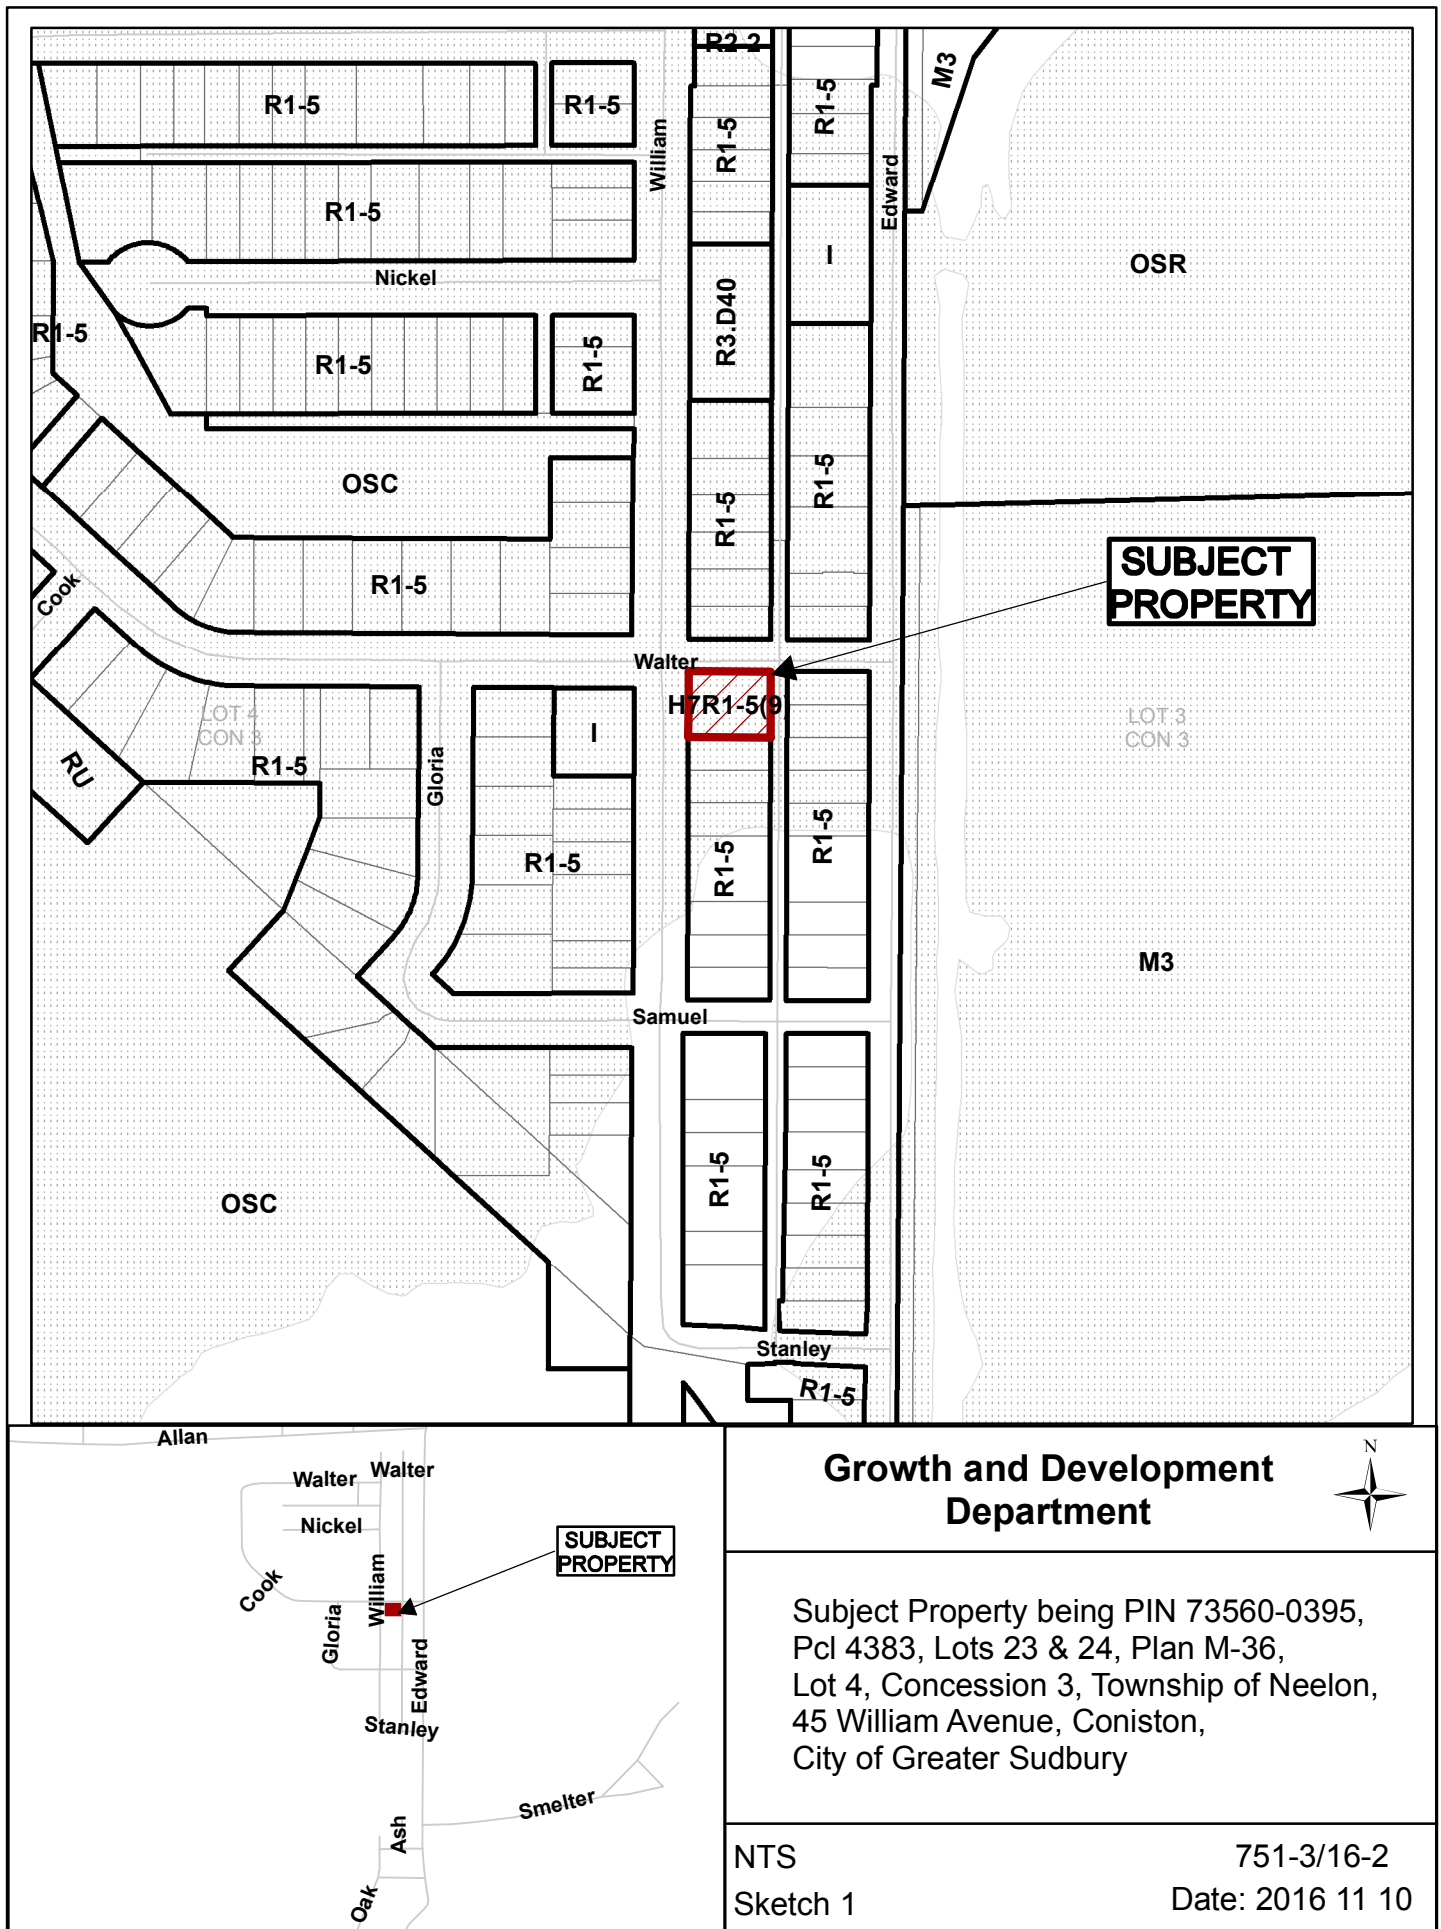 R2-2
M3
R1-5
R1-5
R1-5
R1-5
William
Edward
R1-5
I
OSR
Nickel
R3.D40
R1-5
R1-5
R1-5
OSC
R1-5
R1-5
SUBJECT
PROPERTY
R1-5
Cook
Walter
H7R1-5(9)
LOT 4
CON 3
LOT 3
CON 3
I
RU
R1-5
Gloria
R1-5
R1-5
R1-5
M3
Samuel
R1-5
R1-5
OSC
Stanley
R1-5
Allan
Walter
Walter
Nickel
SUBJECT
PROPERTY
Cook
William
Gloria
Edward
Stanley
Smelter
Ash
Oak
Growth and Development
Department
N
Subject Property being PIN 73560-0395,
Pcl 4383, Lots 23 & 24, Plan M-36,
Lot 4, Concession 3, Township of Neelon,
45 William Avenue, Coniston,
City of Greater Sudbury
NTS
751-3/16-2
Sketch 1
Date: 2016 11 10